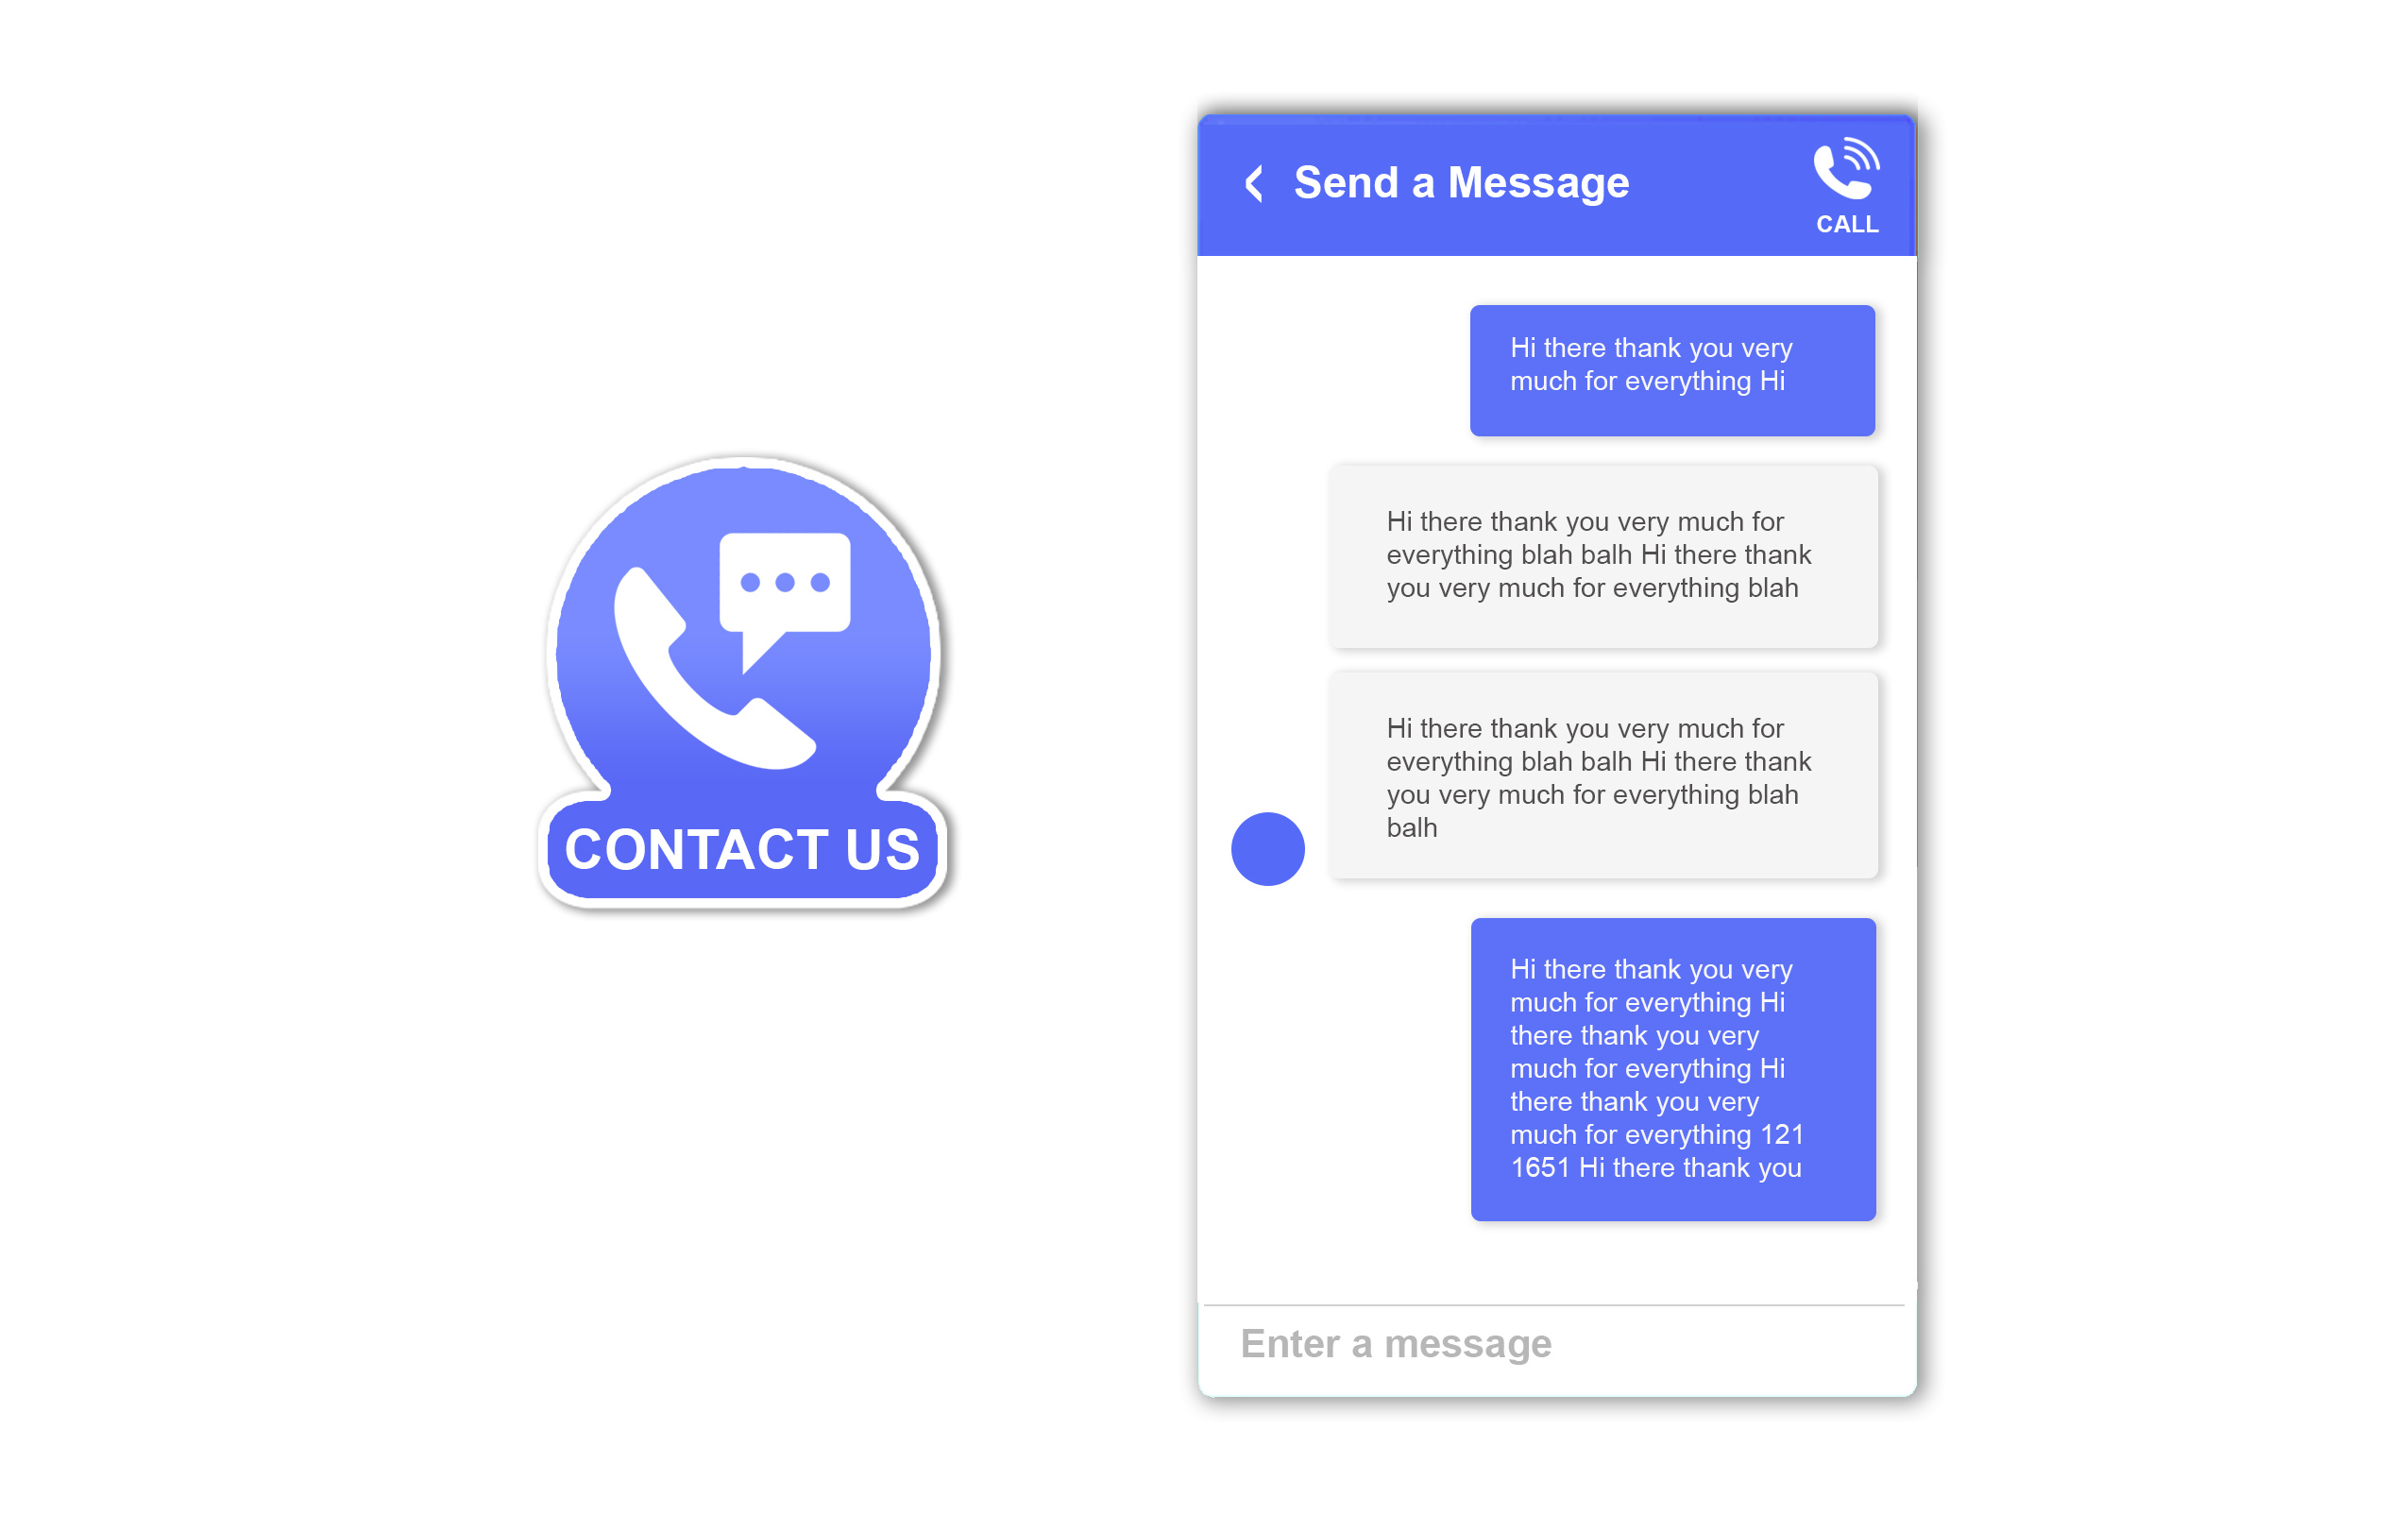 CONTACT US
Send a Message
CALL
Hi there thank you very
much for everything Hi
Hi there thank you very much for
everything blah balh Hi there thank
you very much for everything blah
Hi there thank you very much for
everything blah balh Hi there thank
you very much for everything blah
balh
Hi there thank you very
much for everything Hi
there thank you very
much for everything Hi
there thank you very
much for everything 121
1651 Hi there thank you
Enter a message